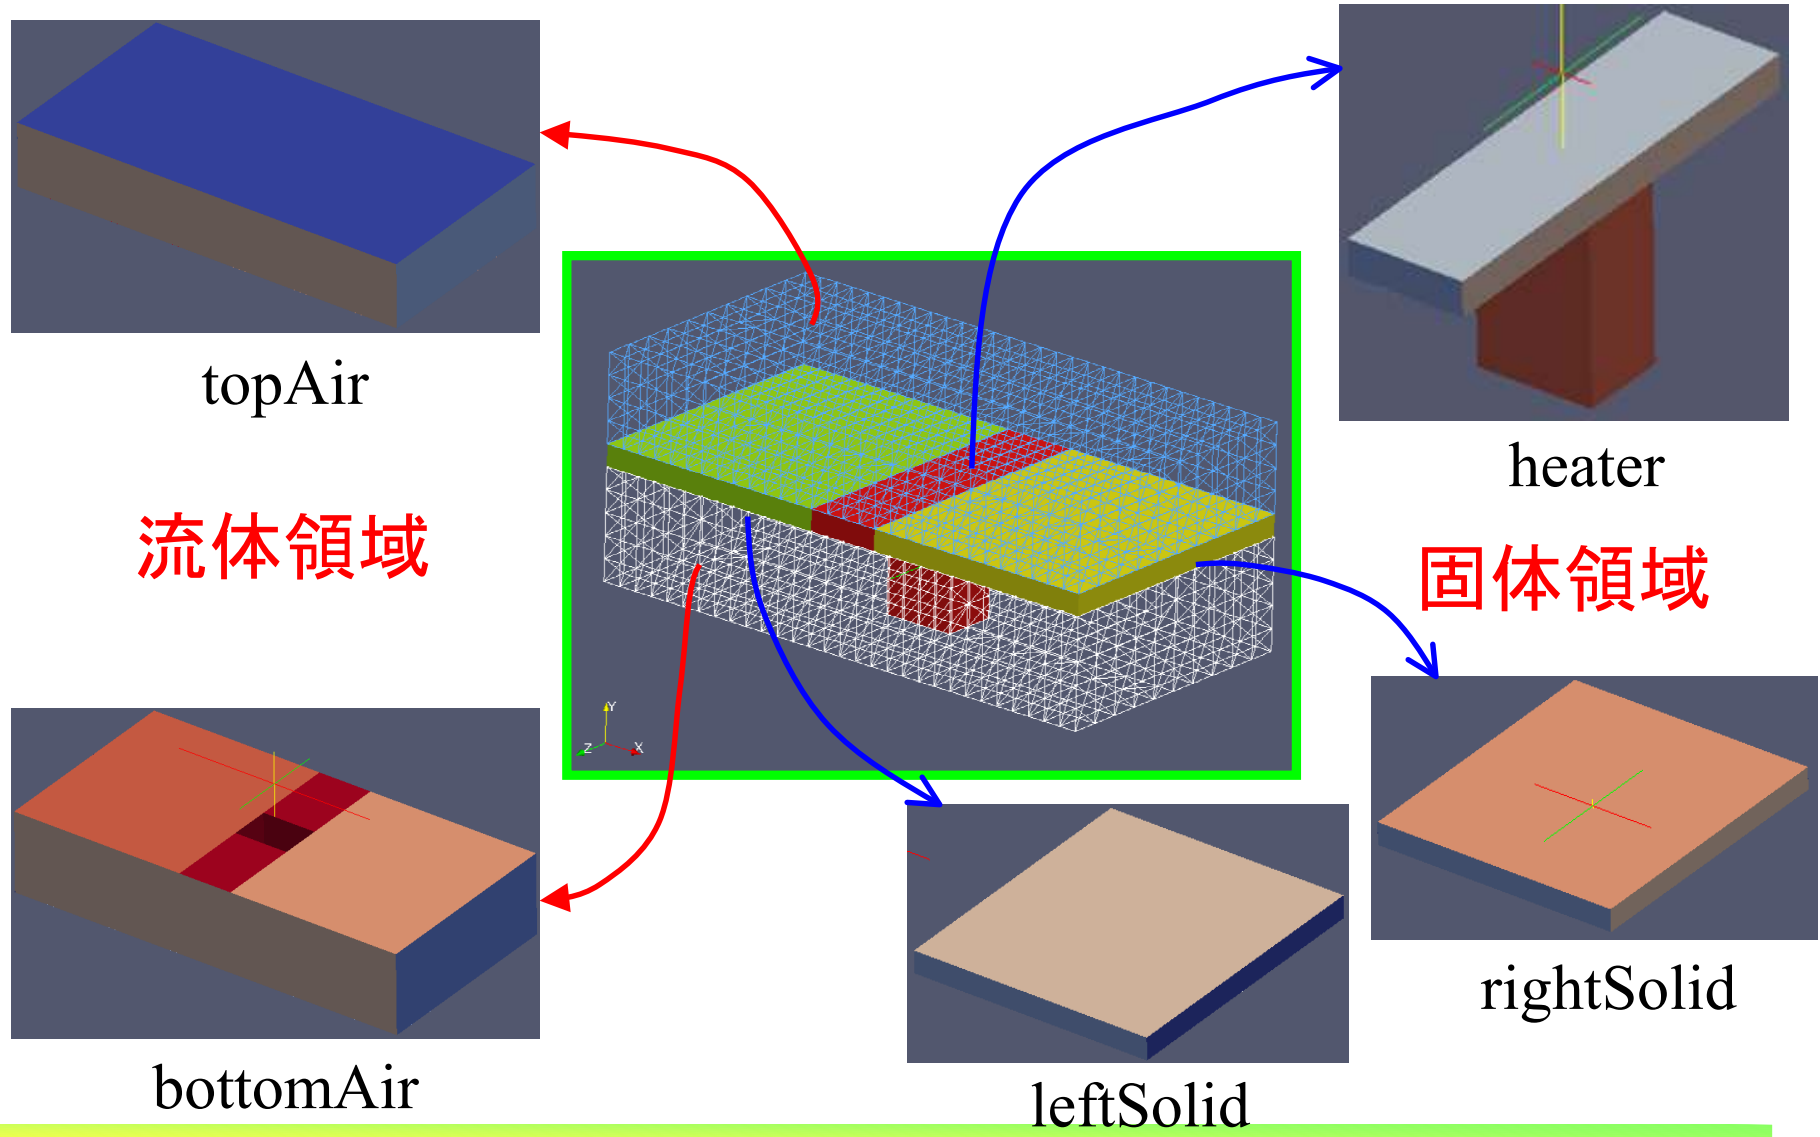 topAir
heater
流体領域
固体領域
Y
Z
X
bottomAir
leftSolid
rightSolid